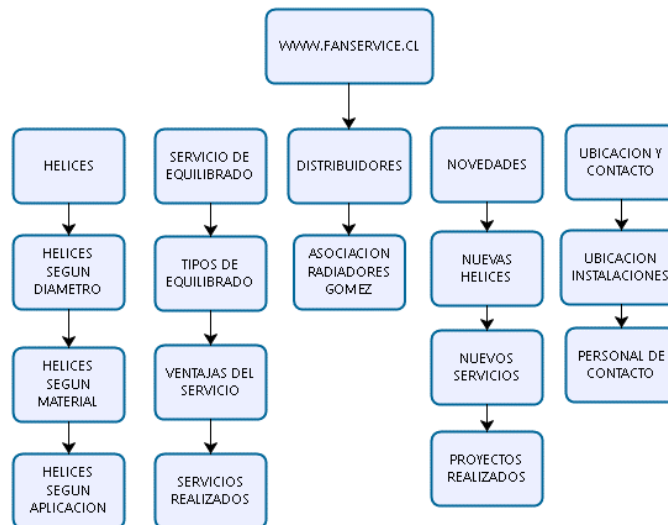 WWW.FANSERVICE.CL
HELICES
SERVICIO DE
EQUILIBRADO
DISTRIBUIDORES
NOVEDADES
UBICACION Y
CONTACTO
HELICES
SEGUN
DIAMETRO
TIPOS DE
EQUILIBRADO
ASOCIACION
RADIADORES
GOMEZ
NUEVAS
HELICES
UBICACION
INSTALACIONES
HELICES
SEGUN
MATERIAL
VENTAJAS DEL
SERVICIO
NUEVOS
SERVICIOS
PERSONAL DE
CONTACTO
HELICES
SEGUN
APLICACION
SERVICIOS
REALIZADOS
PROYECTOS
REALIZADOS